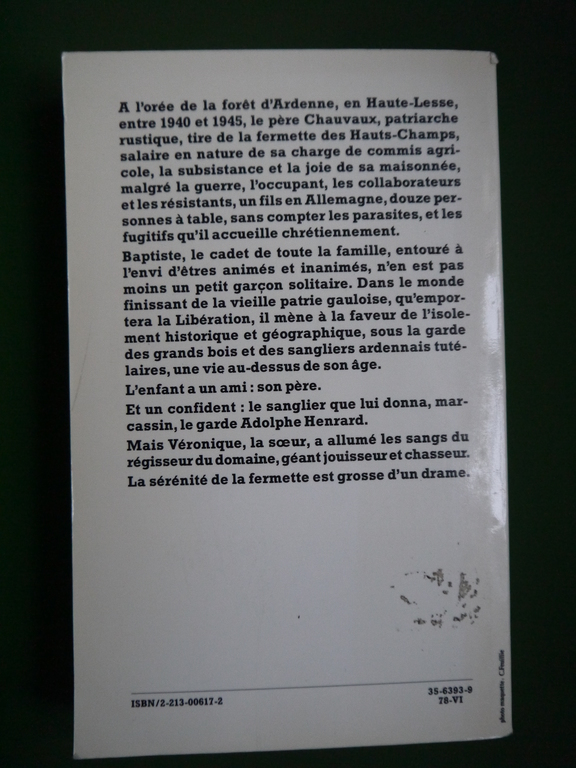 A l'orée de la forêt d'Ardenne, en Haute-Lesse,
entre 1940 et 1945, le père Chauvaux, patriarche
rustique, tire de la fermette des Hauts-Champs,
salaire en nature de sa charge de commis agri-
cole, la subsistance et la joie de sa maisonnée,
malgré la guerre, l'occupant, les collaborateurs
et les résistants, un fils en Allemagne, douze per-
sonnes à table, sans compter les parasites, et les
fugitifs qu'il accueille chrétiennement.
Baptiste, le cadet de toute la famille, entouré à
l'envi d'êtres animés et inanimés, n'en est pas
moins un petit garçon solitaire. Dans le monde
finissant de la vieille patrie gauloise, qu'empor-
tera la Libération, il mène à la faveur de l'isole-
ment historique et géographique, sous la garde
des grands bois et des sangliers ardennais tuté-
laires, une vie au-dessus de son âge.
L'enfant a un ami : son père.
Et un confident : le sanglier que lui donna, mar-
cassin, le garde Adolphe Henrard.
Mais Véronique, la sœur, a allumé les sangs du
régisseur du domaine, géant jouisseur et chasseur.
La sérénité de la fermette est grosse d'un drame.
ISBN/2-213-00617-2
35-6393-9
78-VI
photo maquette : C.Feuillie